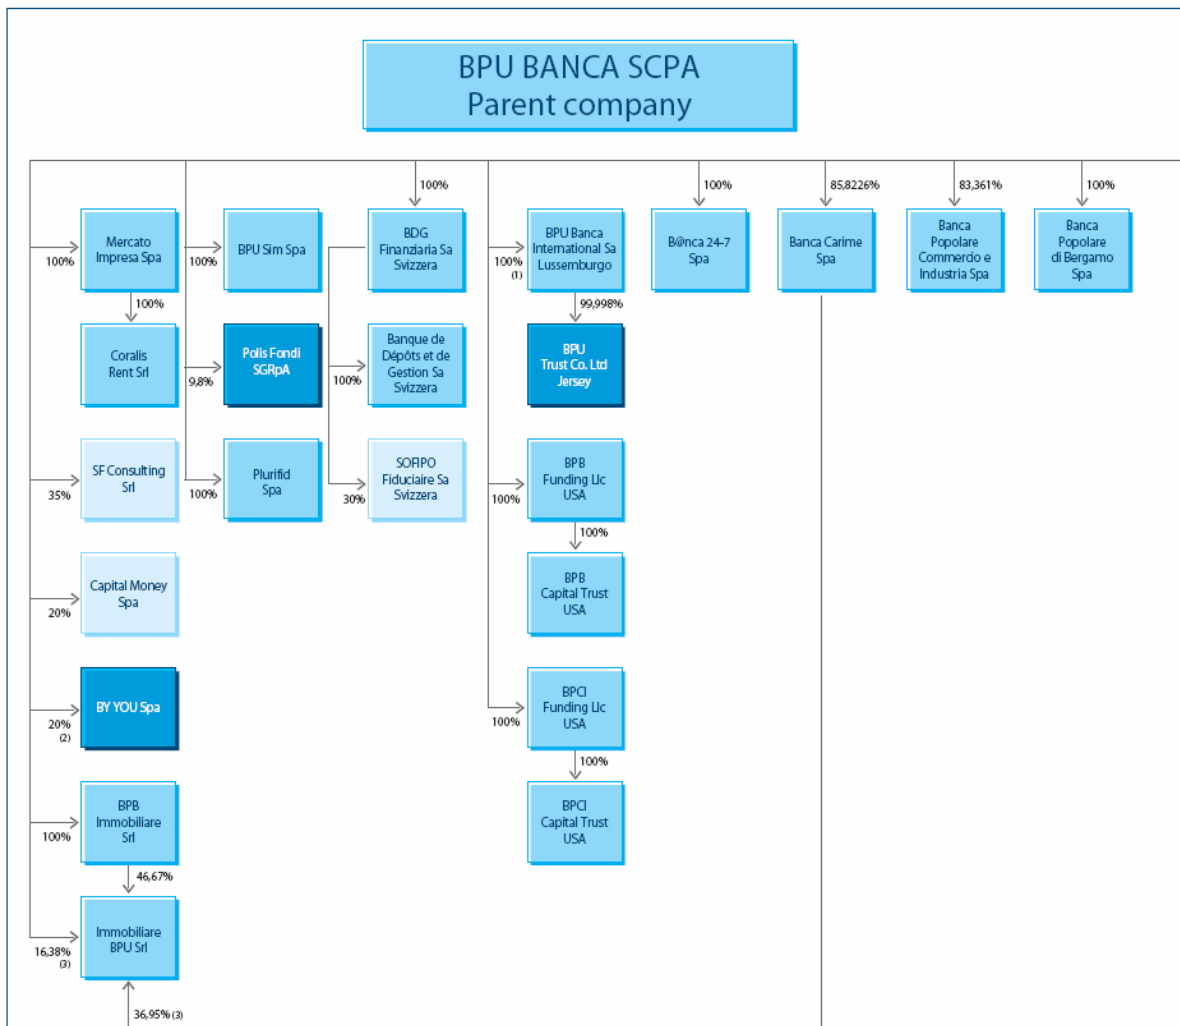 BPU BANCA SCPA
Parent company
100%
100%
85,8226%
83,361%
100%
Mercato
Impresa Spa
100%
BPU Sim Spa
100%
BDG
Finanziaria Sa
Svizzera
BPU Banca
International Sa
Lussemburgo
100%
(1)
B@nca 24-7
Spa
Banca Carime
Spa
Banca
Popolare
Commercio e
Industria Spa
Banca
Popolare
di Bergamo
Spa
100%
99,998%
Coralis
Rent Srl
Polis Fondi
SGRpA
9,8%
Banque de
Dépôts et de
Gestion Sa
Svizzera
100%
BPU
Trust Co. Ltd
Jersey
SF Consulting
Srl
35%
Plurifid
Spa
100%
SOFIPO
Fiduciaire Sa
Svizzera
30%
BPB
Funding Llc
USA
100%
100%
Capital Money
Spa
20%
BPB
Capital Trust
USA
BY YOU Spa
20%
(2)
BPCI
Funding Llc
USA
100%
100%
BPB
Immobiliare
Srl
100%
BPCI
Capital Trust
USA
46,67%
Immobiliare
BPU Srl
16,38%
(3)
36,95% (3)